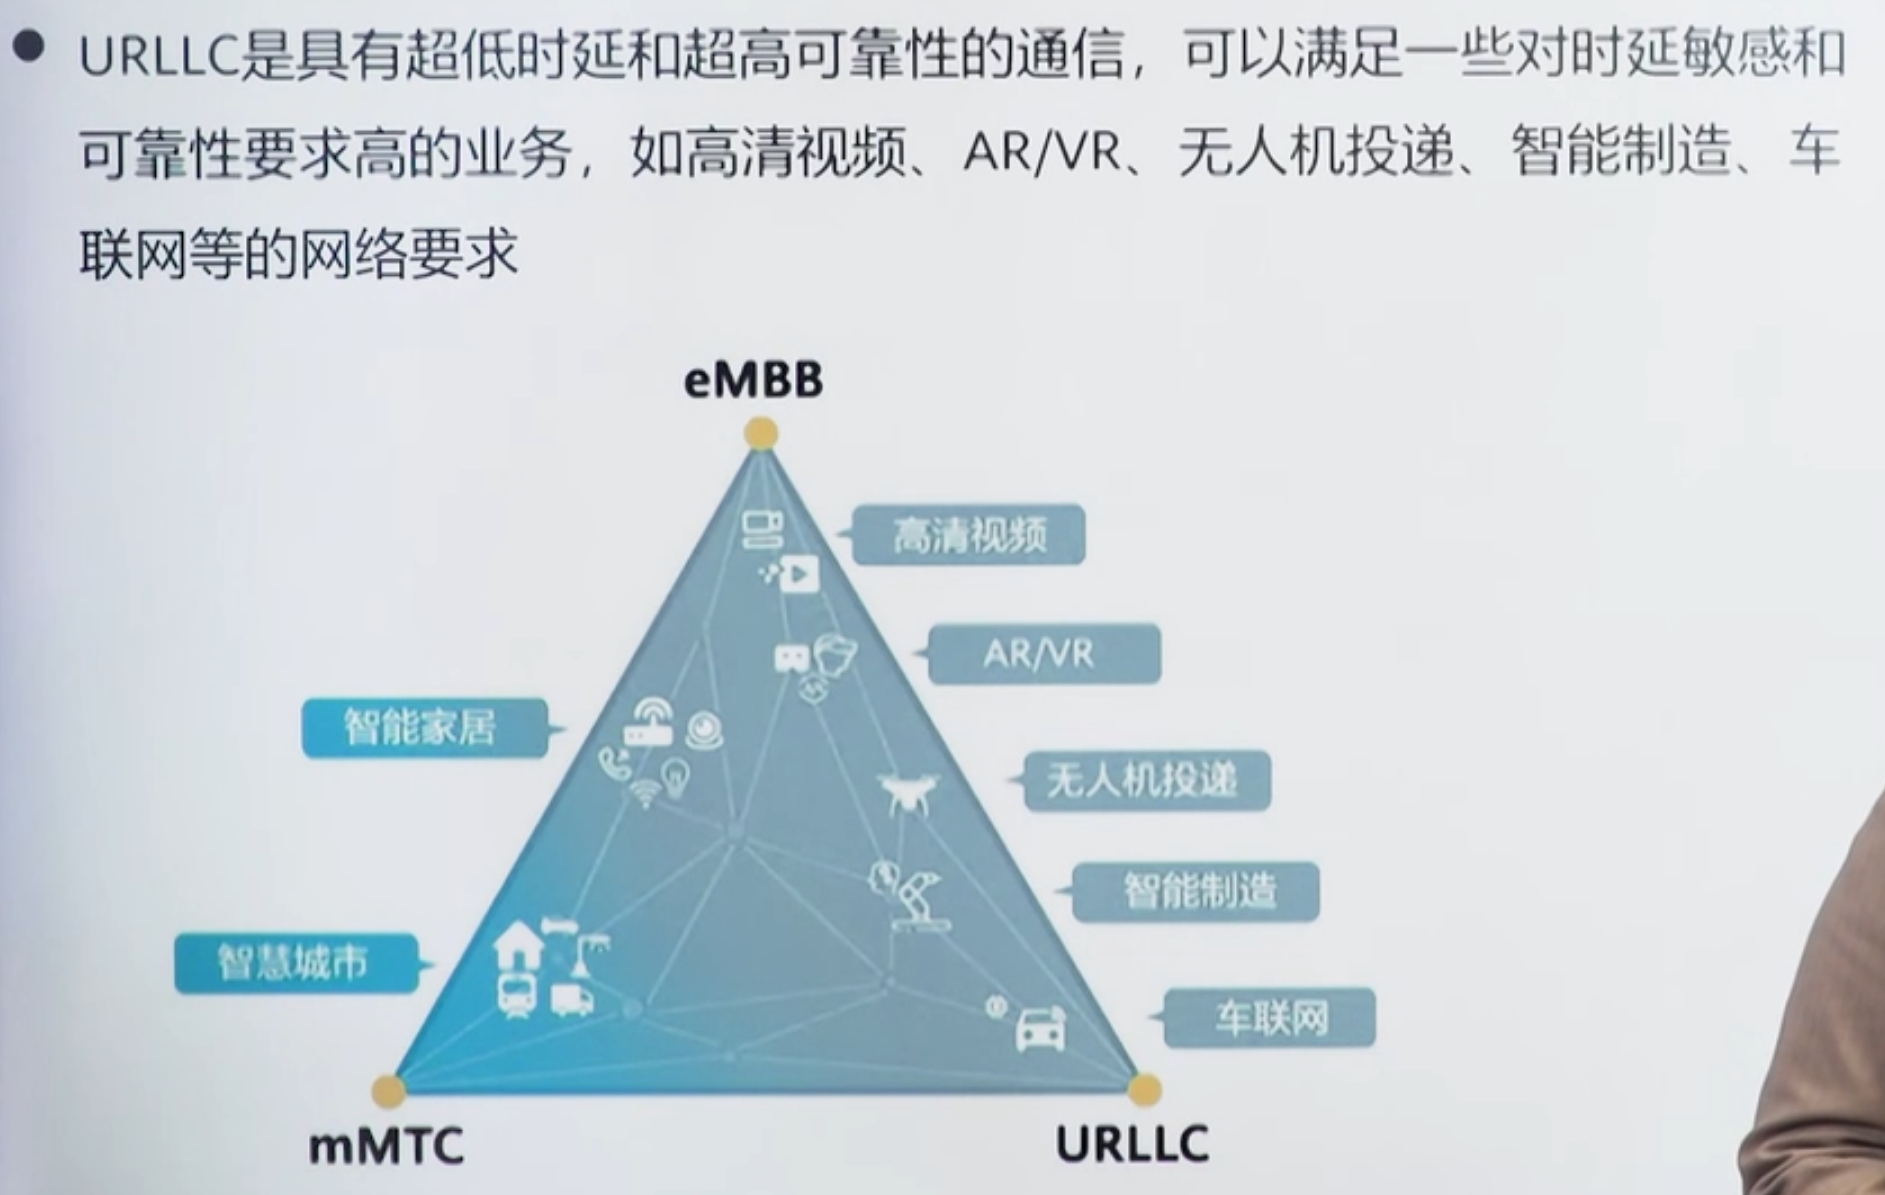 URLLC是具有超低时延和超高可靠性的通信，可以满足一些对时延敏感和
可靠性要求高的业务，如高清视频、AR/VR、无人机投递、智能制造、车
联网等的网络要求
eMBB
高清视频
AR/VR
智能家居
无人机投递
智能制造
智慧城市
车联网
mMTC
URLLC